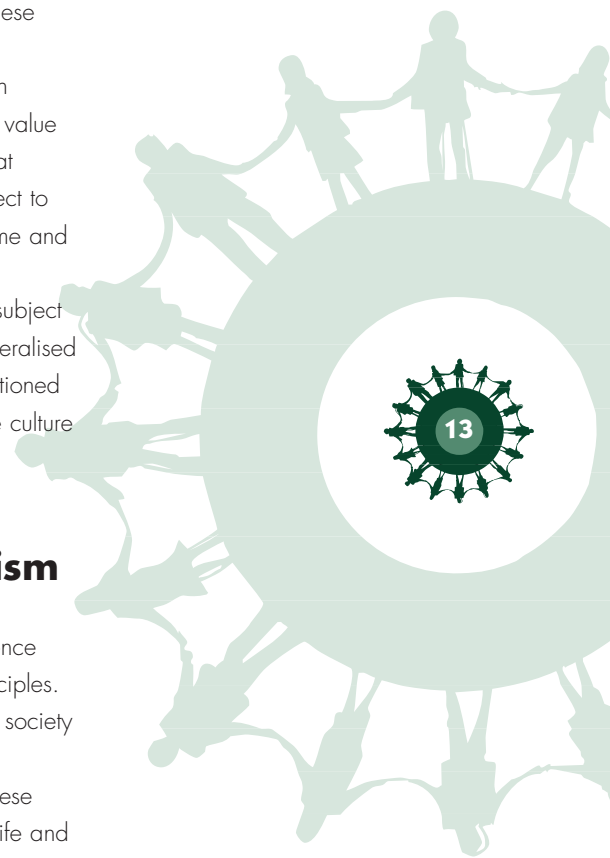 ese
n
value
at
ect to
me and
subject
eralised
tioned
e culture
13
ism
nce
ciples.
society
ese
ife and